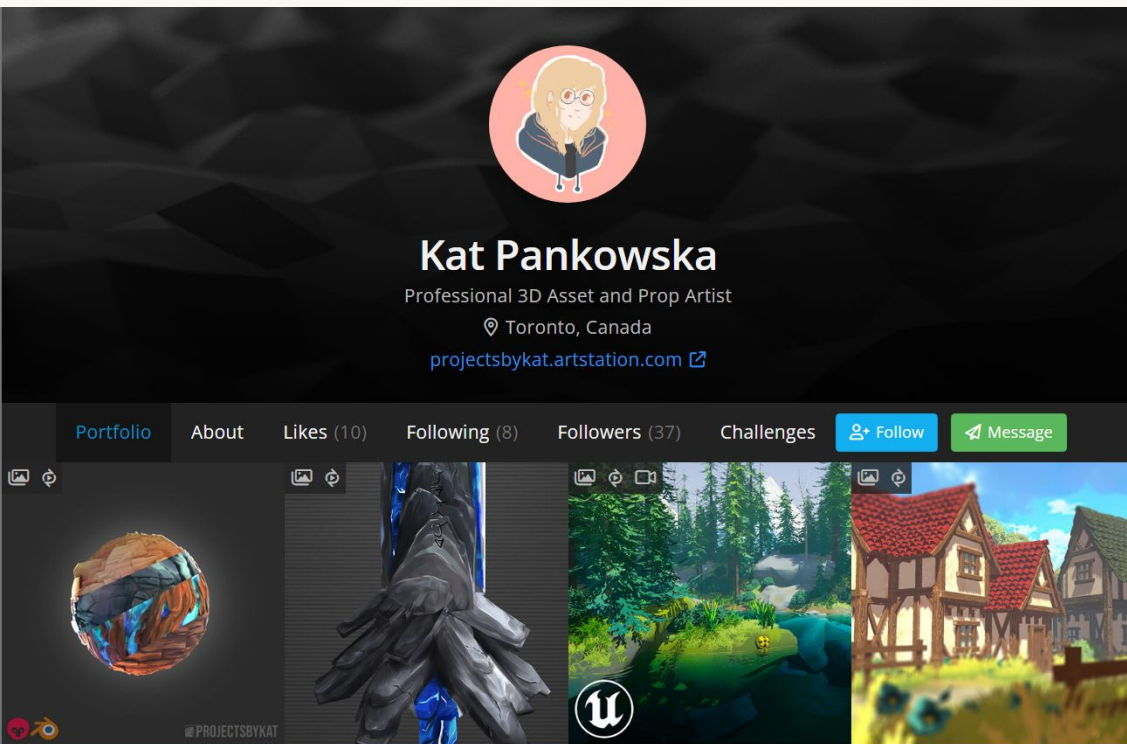 Kat Pankowska
Professional 3D Asset and Prop Artist
Toronto, Canada
projectsbykat.artstation.com
Portfolio About Likes (10) Following (8) Followers (37) Challenges Follow Message
PROJECTSBYKAT